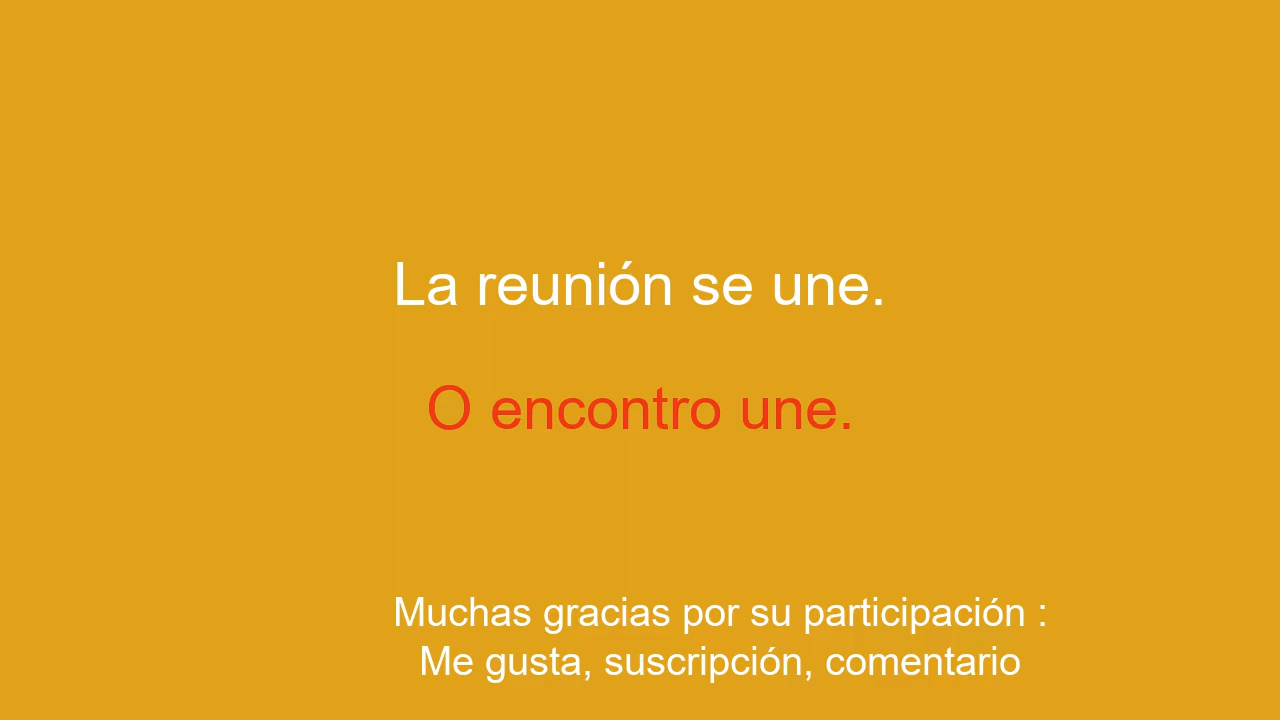 La reunión se une.
O encontro une.
Muchas gracias por su participación :
Me gusta, suscripción, comentario